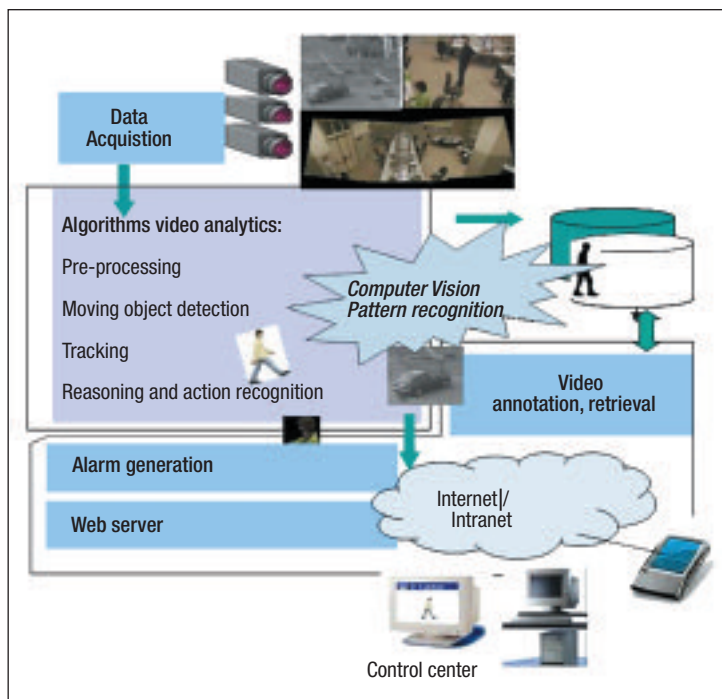 Data
Acquistion
Algorithms video analytics:
Pre-processing
Moving object detection
Tracking
Reasoning and action recognition
Computer Vision
Pattern recognition
Video
annotation, retrieval
Alarm generation
Web server
Internet|/
Intranet
Control center